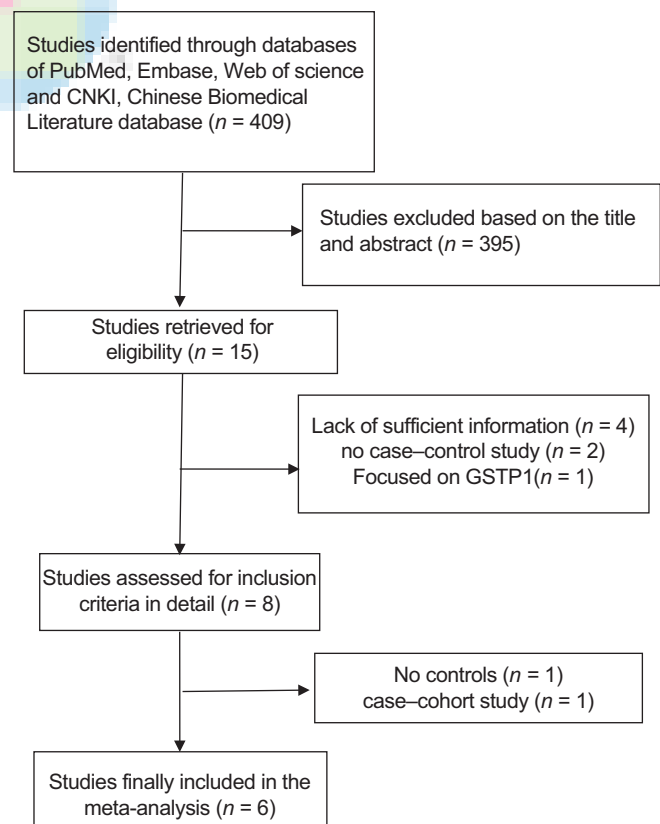 Studies identified through databases
of PubMed, Embase, Web of science
and CNKI, Chinese Biomedical
Literature database (n = 409)
Studies excluded based on the title
and abstract (n = 395)
Studies retrieved for
eligibility (n = 15)
Lack of sufficient information (n = 4)
no case–control study (n = 2)
Focused on GSTP1(n = 1)
Studies assessed for inclusion
criteria in detail (n = 8)
No controls (n = 1)
case–cohort study (n = 1)
Studies finally included in the
meta-analysis (n = 6)